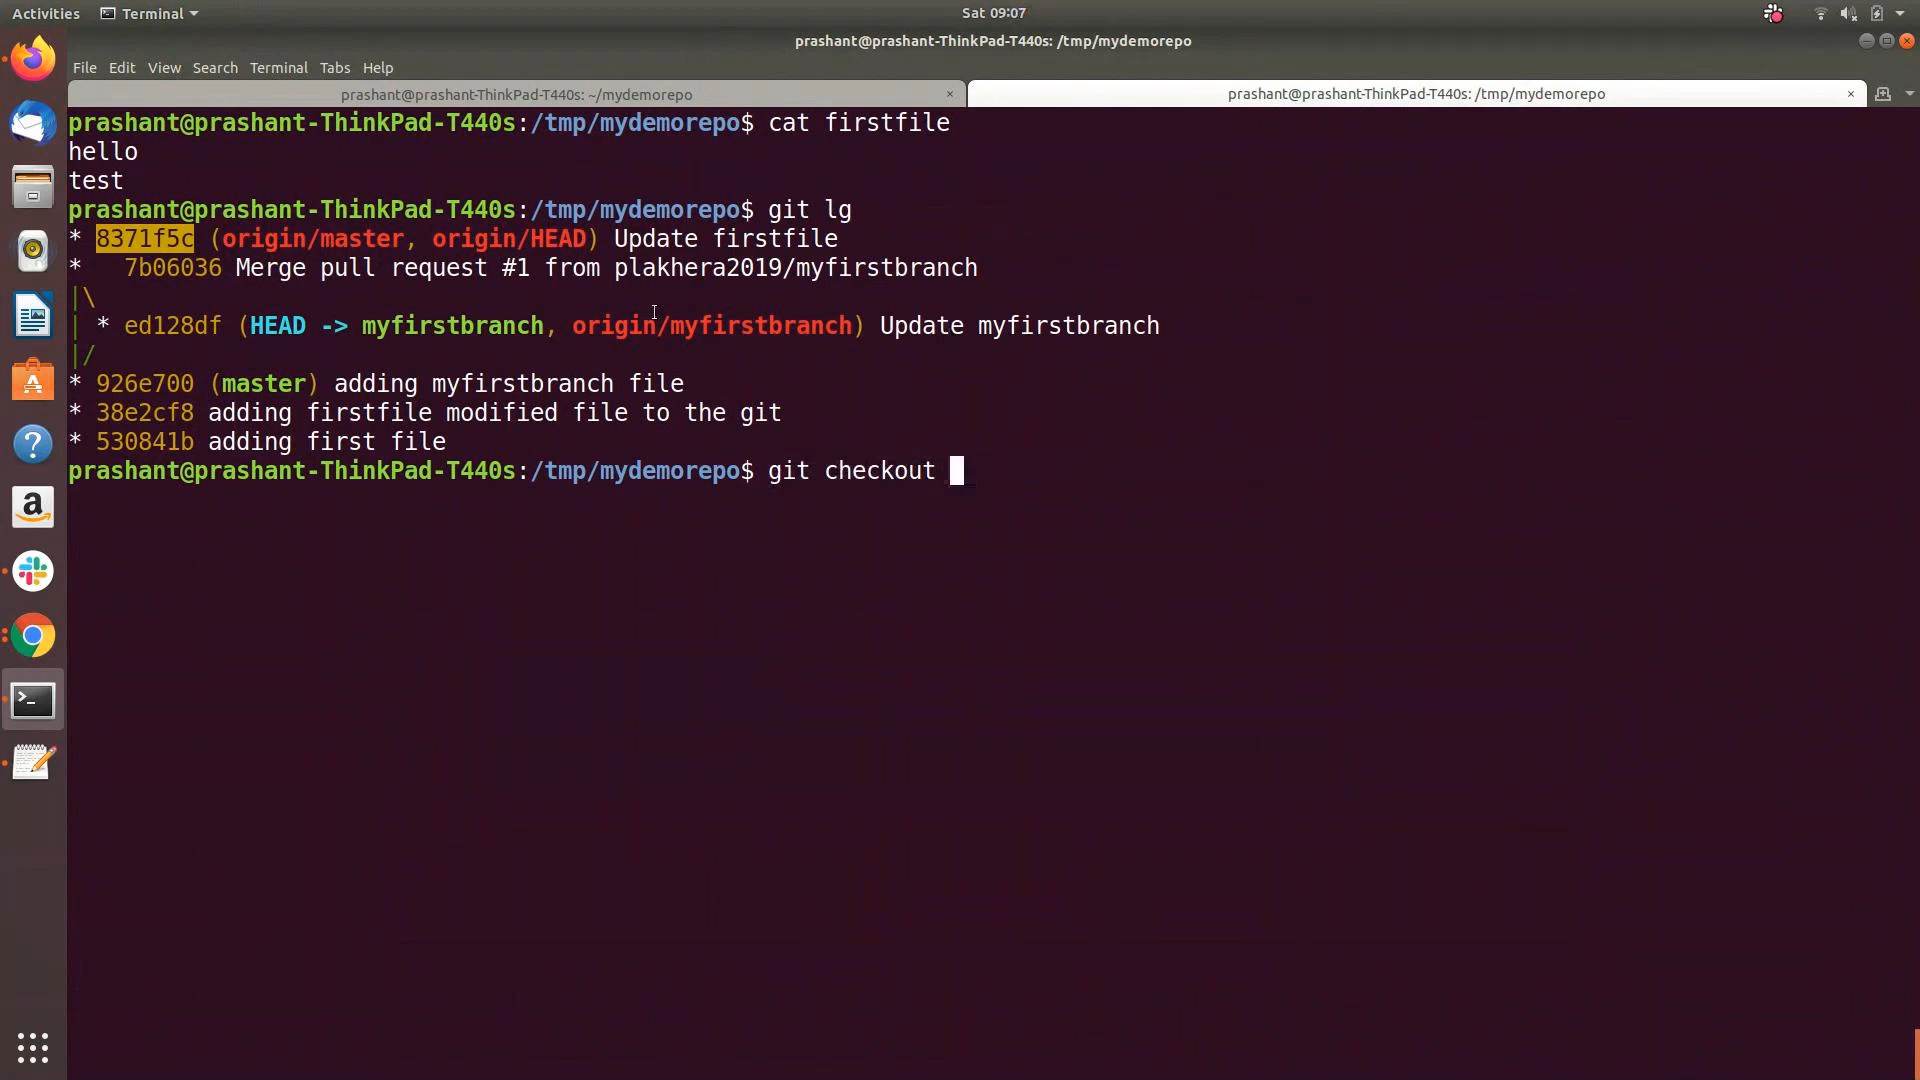 Activities Terminal Sat 09:07
prashant@prashant-ThinkPad-T440s: /tmp/mydemorepo
File Edit View Search Terminal Tabs Help
prashant@prashant-ThinkPad-T440s: ~/mydemorepo × prashant@prashant-ThinkPad-T440s: /tmp/mydemorepo ×
prashant@prashant-ThinkPad-T440s:/tmp/mydemorepo$ cat firstfile
hello
test
prashant@prashant-ThinkPad-T440s:/tmp/mydemorepo$ git lg
* 8371f5c (origin/master, origin/HEAD) Update firstfile
*   7b06036 Merge pull request #1 from plakhera2019/myfirstbranch
|\
| * ed128df (HEAD -> myfirstbranch, origin/myfirstbranch) Update myfirstbranch
|/
* 926e700 (master) adding myfirstbranch file
* 38e2cf8 adding firstfile modified file to the git
* 530841b adding first file
prashant@prashant-ThinkPad-T440s:/tmp/mydemorepo$ git checkout